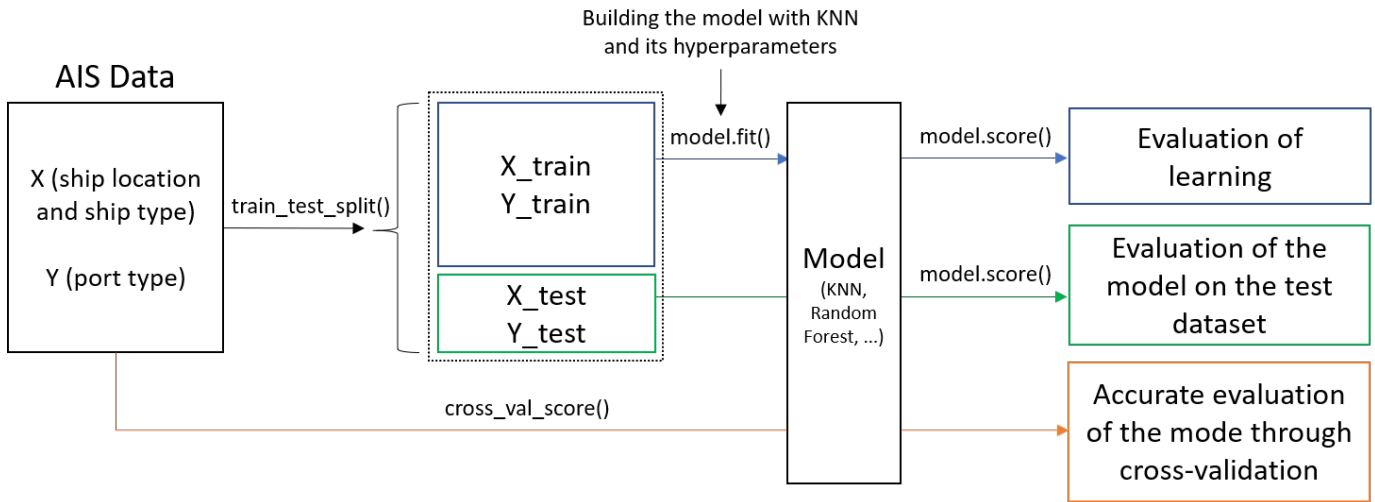 Building the model with KNN
and its hyperparameters
AIS Data
X (ship location
and ship type)
Y (port type)
train_test_split()
X_train
Y_train
X_test
Y_test
model.fit()
Model
(KNN,
Random
Forest, ...)
model.score()
Evaluation of
learning
model.score()
Evaluation of the
model on the test
dataset
cross_val_score()
Accurate evaluation
of the mode through
cross-validation